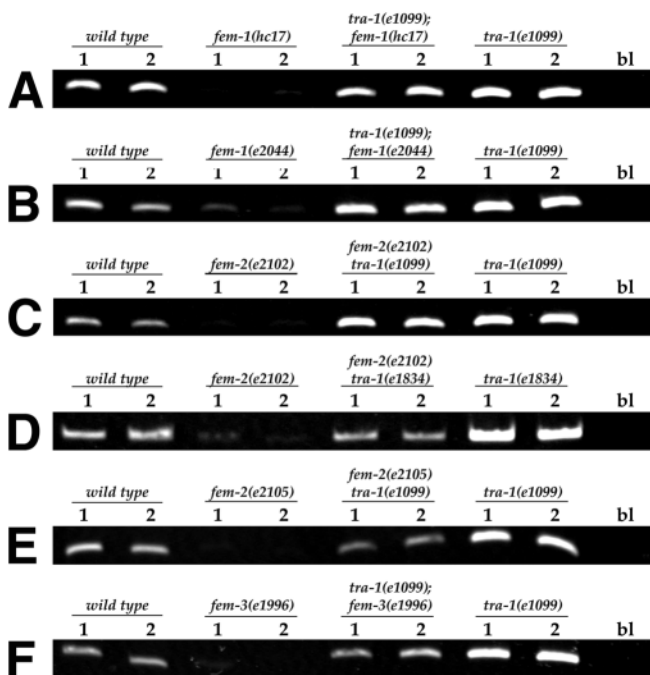 tra-1(e1099);
wild type fem-1(hc17) fem-1(hc17) tra-1(e1099)
1 2 1 2 1 2 1 2 bl
A
tra-1(e1099);
wild type fem-1(e2044) fem-1(e2044) tra-1(e1099)
1 2 1 2 1 2 1 2 bl
B
fem-2(e2102)
wild type fem-2(e2102) tra-1(e1099) tra-1(e1099)
1 2 1 2 1 2 1 2 bl
C
fem-2(e2102)
wild type fem-2(e2102) tra-1(e1834) tra-1(e1834)
1 2 1 2 1 2 1 2 bl
D
fem-2(e2105)
wild type fem-2(e2105) tra-1(e1099) tra-1(e1099)
1 2 1 2 1 2 1 2 bl
E
tra-1(e1099);
wild type fem-3(e1996) fem-3(e1996) tra-1(e1099)
1 2 1 2 1 2 1 2 bl
F